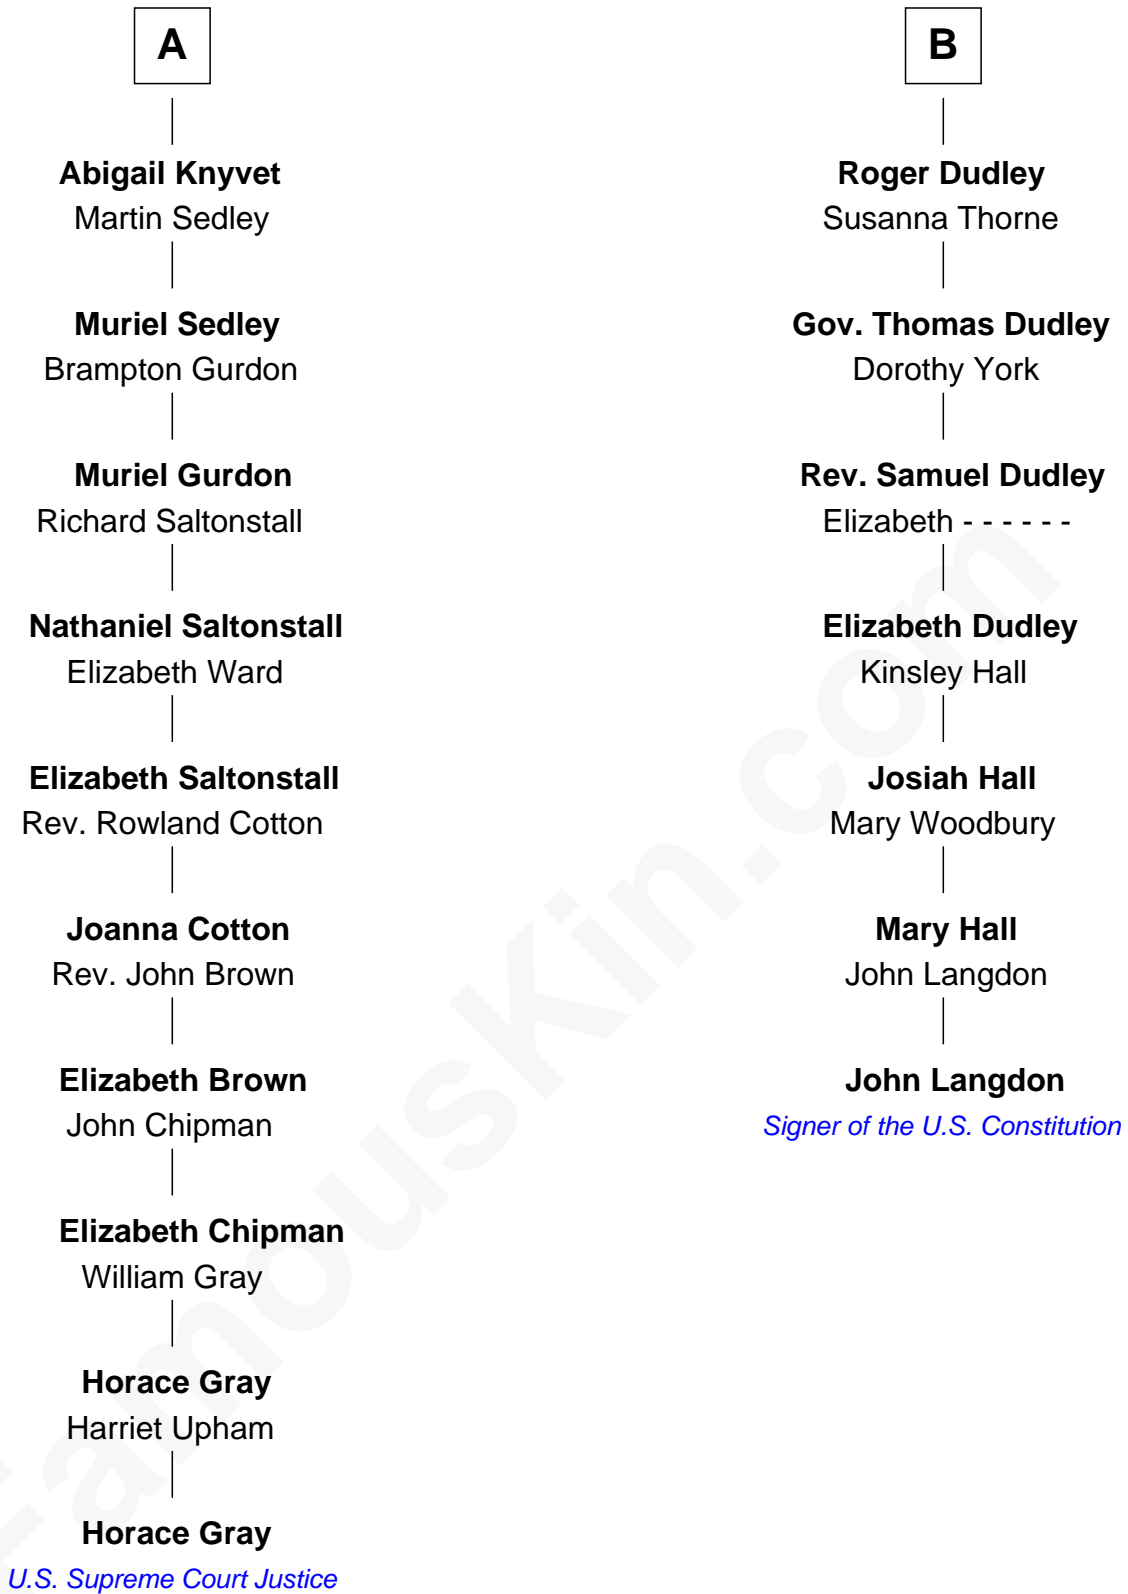 A
Abigail Knyvet
Martin Sedley
Muriel Sedley
Brampton Gurdon
Muriel Gurdon
Richard Saltonstall
Nathaniel Saltonstall
Elizabeth Ward
Elizabeth Saltonstall
Rev. Rowland Cotton
Joanna Cotton
Rev. John Brown
Elizabeth Brown
John Chipman
Elizabeth Chipman
William Gray
Horace Gray
Harriet Upham
Horace Gray
U.S. Supreme Court Justice
B
Roger Dudley
Susanna Thorne
Gov. Thomas Dudley
Dorothy York
Rev. Samuel Dudley
Elizabeth - - - - - -
Elizabeth Dudley
Kinsley Hall
Josiah Hall
Mary Woodbury
Mary Hall
John Langdon
John Langdon
Signer of the U.S. Constitution
FamousKin.com